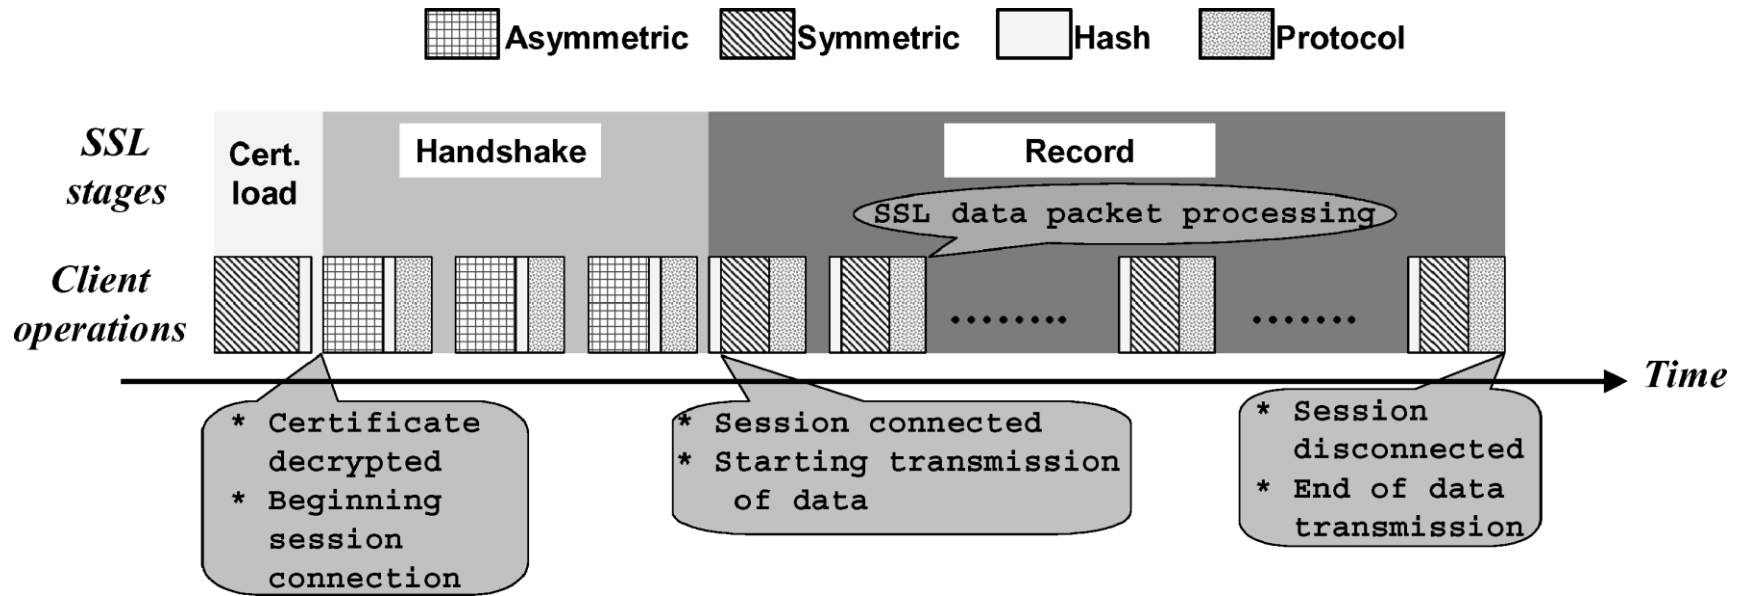 Asymmetric Symmetric Hash Protocol
SSL
stages
Cert.
load
Handshake
Record
SSL data packet processing
Client
operations
........ .......
Time
* Certificate
decrypted
* Beginning
session
connection
* Session connected
* Starting transmission
of data
* Session
disconnected
* End of data
transmission